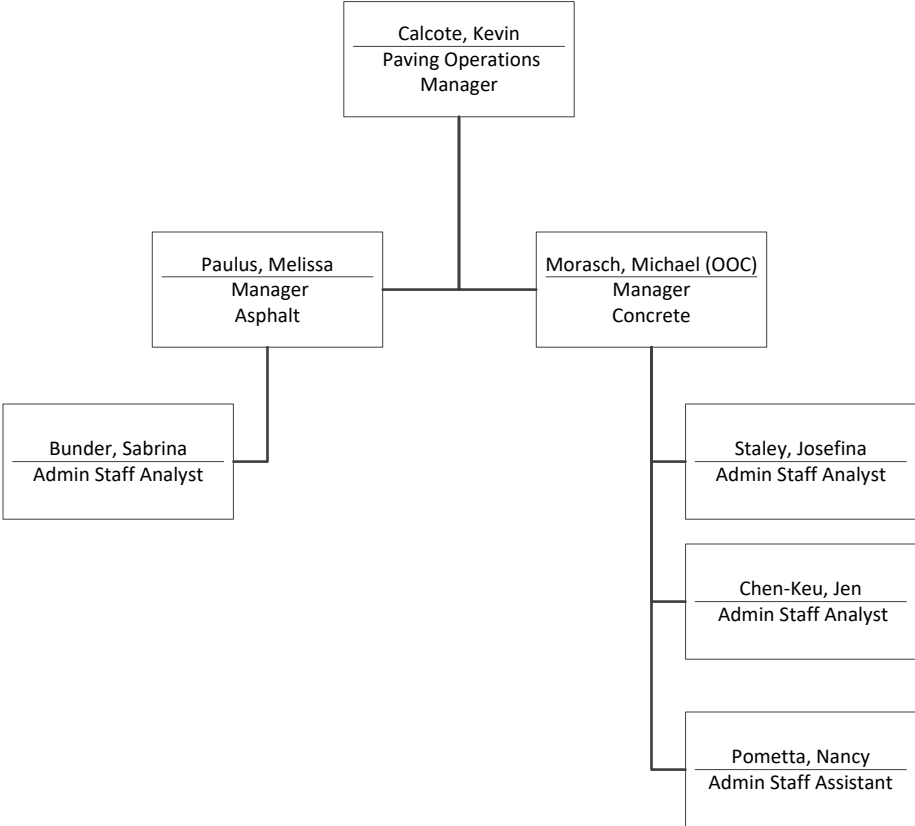 Calcote, Kevin
Paving Operations
Manager
Paulus, Melissa
Manager
Asphalt
Morasch, Michael (OOC)
Manager
Concrete
Bunder, Sabrina
Admin Staff Analyst
Staley, Josefina
Admin Staff Analyst
Chen-Keu, Jen
Admin Staff Analyst
Pometta, Nancy
Admin Staff Assistant